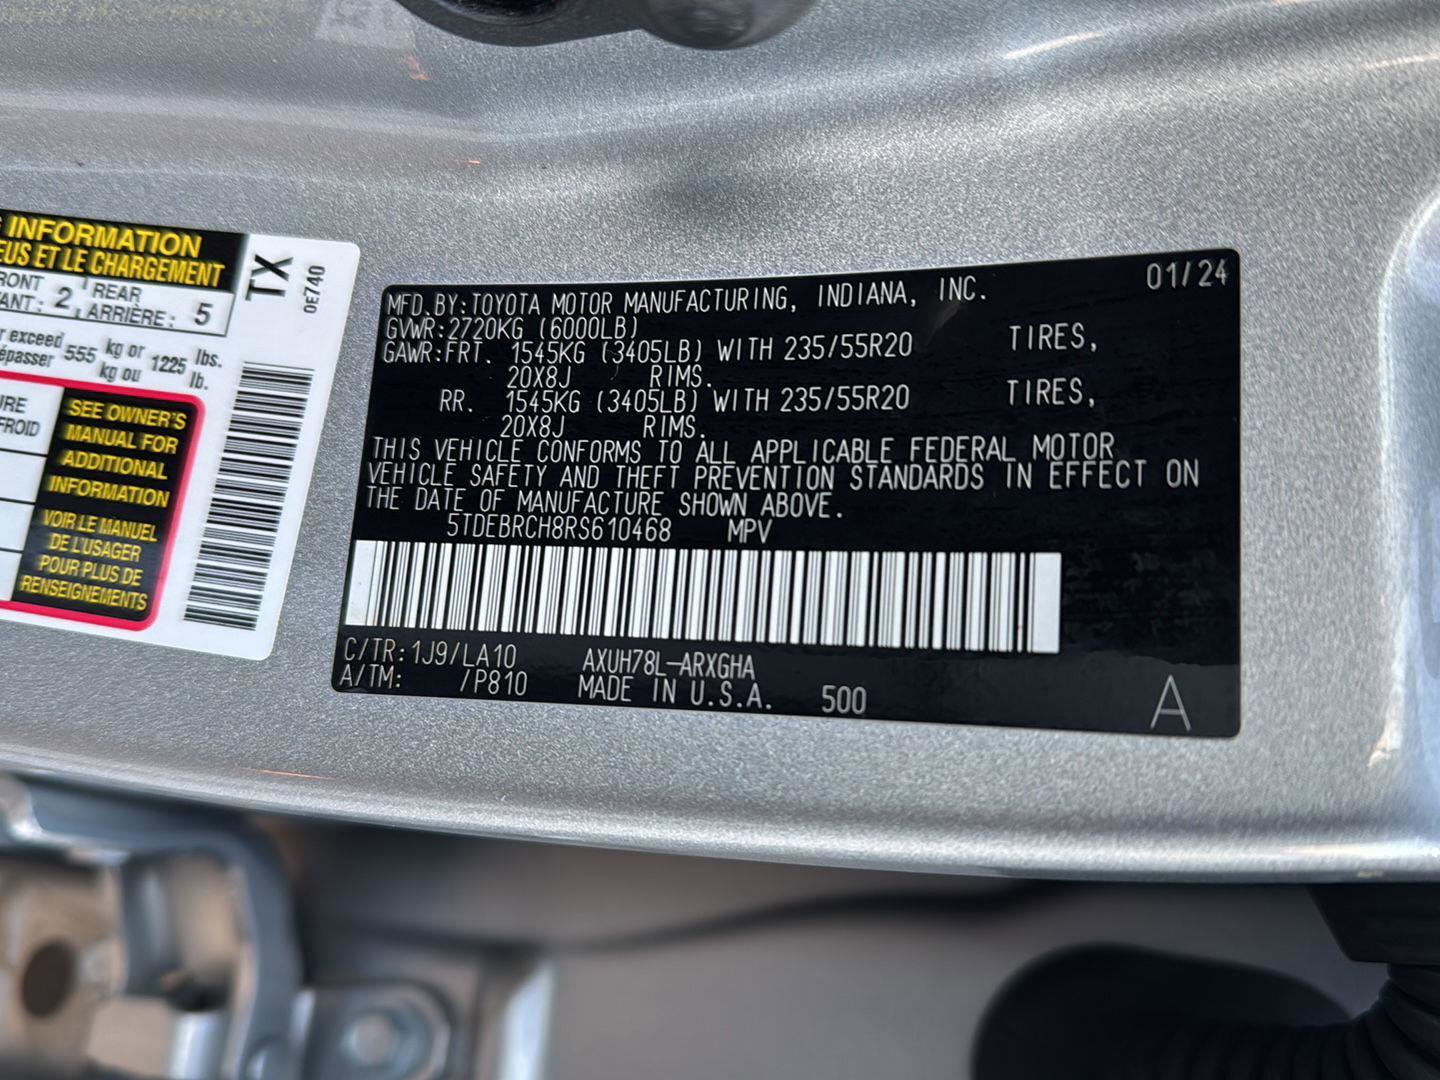 INFORMATION
EUS ET LE CHARGEMENT
RONT
ANT : 2
REAR
ARRIÈRE : 5
r exceed
épasser 555 kg or
kg ou 1225 lbs.
lb.
URE
FROID
SEE OWNER'S
MANUAL FOR
ADDITIONAL
INFORMATION
VOIR LE MANUEL
DE L'USAGER
POUR PLUS DE
RENSEIGNEMENTS
TX
0E740
01/24
MFD.BY:TOYOTA MOTOR MANUFACTURING, INDIANA, INC.
GVWR:2720KG (6000LB)
GAWR:FRT. 1545KG (3405LB) WITH 235/55R20 TIRES,
20X8J RIMS.
RR. 1545KG (3405LB) WITH 235/55R20 TIRES,
20X8J RIMS.
THIS VEHICLE CONFORMS TO ALL APPLICABLE FEDERAL MOTOR
VEHICLE SAFETY AND THEFT PREVENTION STANDARDS IN EFFECT ON
THE DATE OF MANUFACTURE SHOWN ABOVE.
5TDEBRCH8RS610468 MPV
C/TR:1J9/LA10 AXUH78L-ARXGHA
A/TM: /P810 MADE IN U.S.A. 500
A